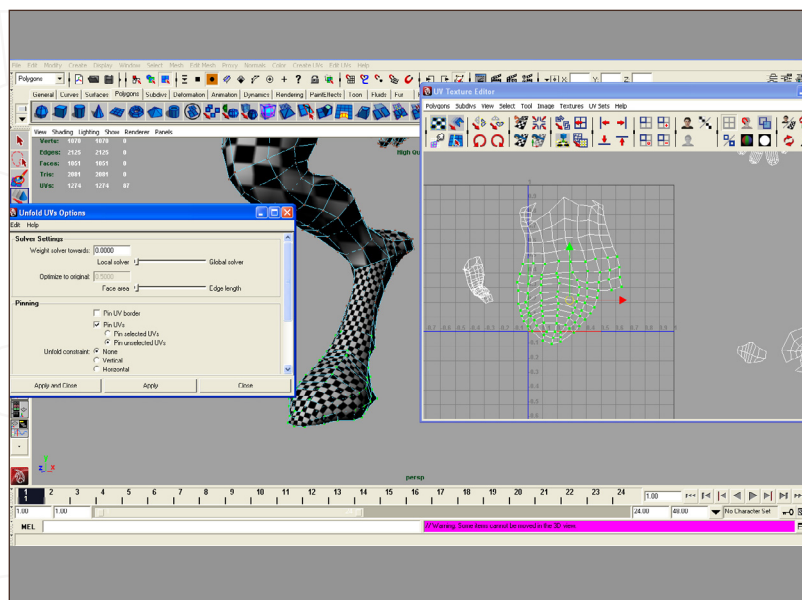 File Edit Modify Create Display Window Select Mesh Edit Mesh Proxy Normals Color Create UVs Edit UVs Help
Polygons
X: Y: Z:
General Curves Surfaces Polygons Subdivs Deformation Animation Dynamics Rendering PaintEffects Toon Fluids Fur
View Shading Lighting Show Renderer Panels
Verts: 1078 1078 0
Edges: 2125 2125 0
Faces: 1051 1051 0
Tris: 2081 2081 0
UVs: 1274 1274 87
High Qu
UV Texture Editor
Polygons Subdivs View Select Tool Image Textures UV Sets Help
Unfold UVs Options
Edit Help
Solver Settings
Weight solver towards: 0.0000
Local solver Global solver
Optimize to original: 0.5000
Face area Edge length
Pinning
Pin UV border
Pin UVs
Pin selected UVs
Pin unselected UVs
Unfold constraint: None
Vertical
Horizontal
Apply and Close Apply Close
y
z x
persp
1 2 3 4 5 6 7 8 9 10 11 12 13 14 15 16 17 18 19 20 21 22 23 24 1.00
1
1.00 1.00 24.00 48.00 No Character Set
MEL // Warning: Some items cannot be moved in the 3D view.